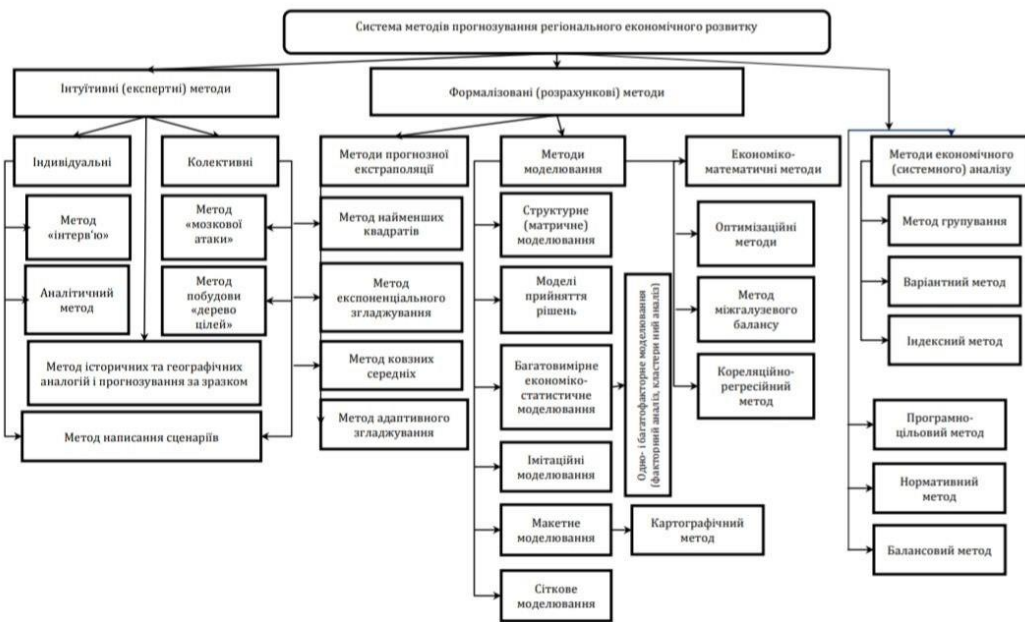 Система методів прогнозування регіонального економічного розвитку
Інтуїтивні (експертні) методи
Формалізовані (розрахункові) методи
Індивідуальні
Колективні
Методи прогнозної
екстраполяції
Методи
моделювання
Економіко-
математичні методи
Методи економічного
(системного) аналізу
Метод
«інтерв'ю»
Аналітичний
метод
Метод
«мозкової
атаки»
Метод
побудови
«дерево
цілей»
Метод історичних та географічних
аналогій і прогнозування за зразком
Метод написання сценаріїв
Метод найменших
квадратів
Метод
експоненціального
згладжування
Метод ковзних
середніх
Метод адаптивного
згладжування
Структурне
(матричне)
моделювання
Моделі
прийняття
рішень
Багатовимірне
економіко-
статистичне
моделювання
Імітаційні
моделювання
Макетне
моделювання
Сіткове
моделювання
Одно- і багатофакторне моделювання
(факторний аналіз, кластери ний аналіз)
Картографічний
метод
Оптимізаційні
методи
Метод
міжгалузевого
балансу
Кореляційно-
регресійний
метод
Метод групування
Варіантний метод
Індексний метод
Програмно-
цільовий метод
Нормативний
метод
Балансовий метод